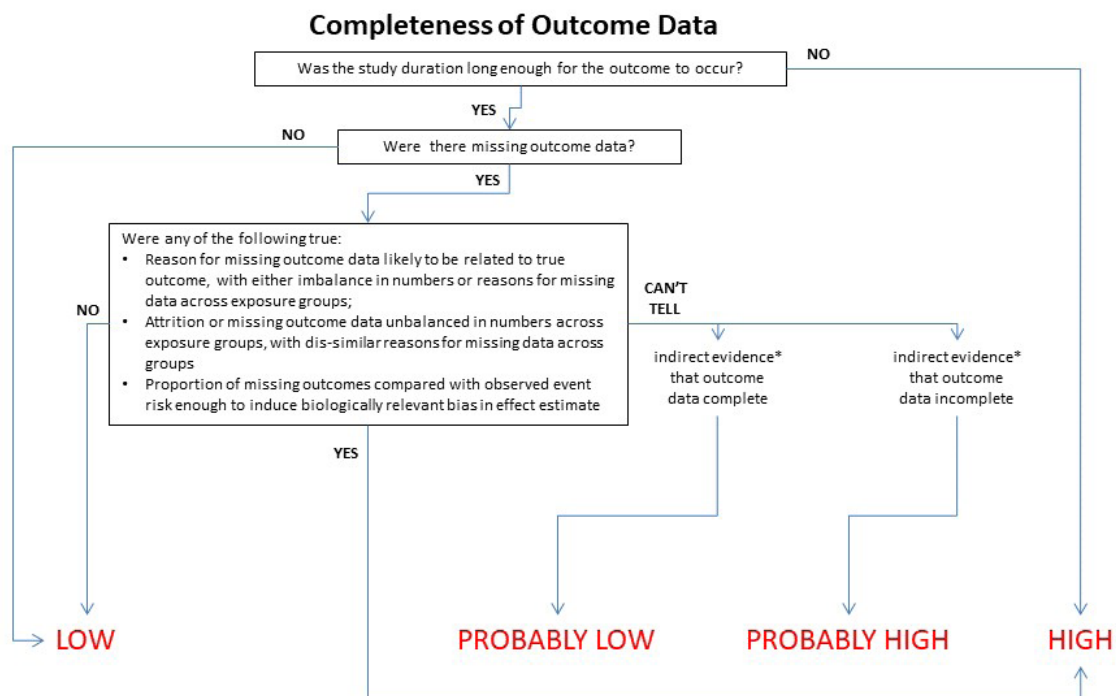 Completeness of Outcome Data
Was the study duration long enough for the outcome to occur?
NO
YES
NO
Were there missing outcome data?
YES
Were any of the following true:
• Reason for missing outcome data likely to be related to true
outcome, with either imbalance in numbers or reasons for missing
data across exposure groups;
• Attrition or missing outcome data unbalanced in numbers across
exposure groups, with dis-similar reasons for missing data across
groups
• Proportion of missing outcomes compared with observed event
risk enough to induce biologically relevant bias in effect estimate
NO
CAN'T
TELL
indirect evidence*
that outcome
data complete
indirect evidence*
that outcome
data incomplete
YES
LOW
PROBABLY LOW
PROBABLY HIGH
HIGH